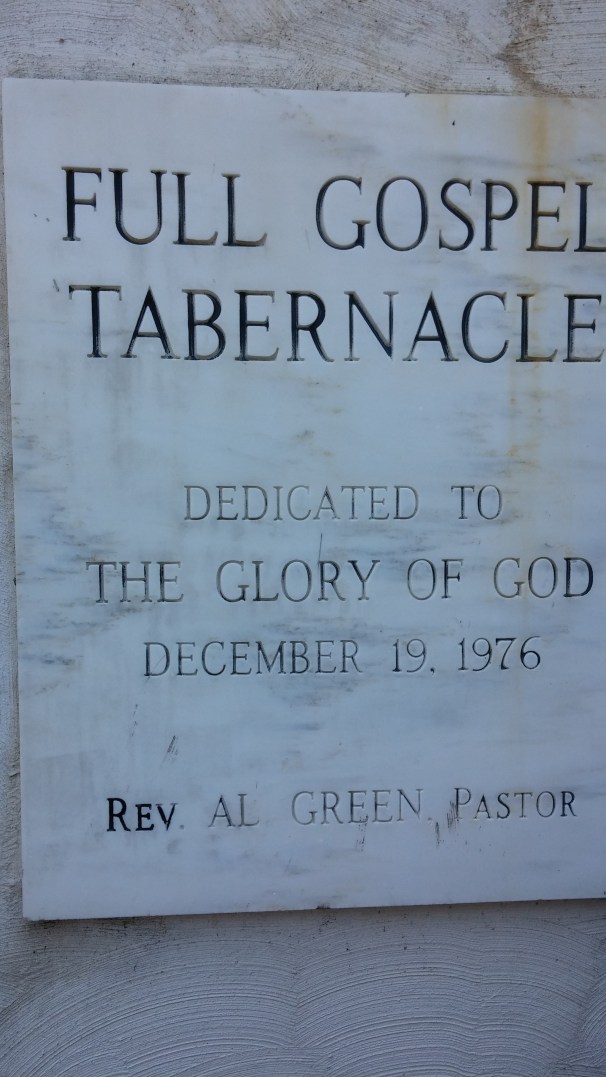 FULL GOSPEL
TABERNACLE
DEDICATED TO
THE GLORY OF GOD
DECEMBER 19, 1976
REV. AL GREEN, PASTOR